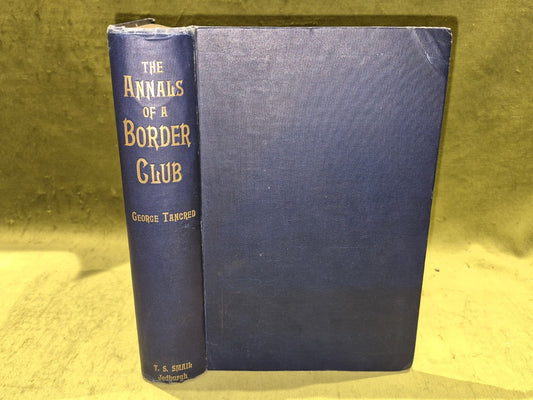 THE
ANNALS
OF A
BORDER
CLUB
GEORGE TANCRED
T. S. SMAIL
Jedburgh